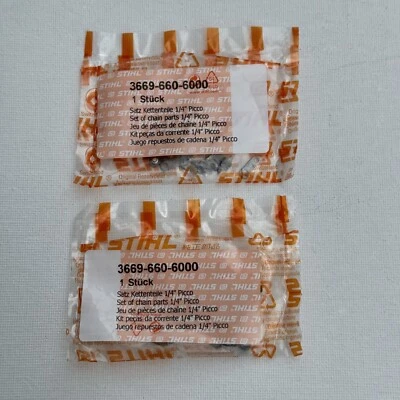 STIHL
3669-660-6000
1 Stück
Satz Kettenteile 1/4" Picco
Set of chain parts 1/4" Picco
Jeu de pièces de chaîne 1/4" Picco
Kit peças da corrente 1/4" Picco
Juego repuestos de cadena 1/4" Picco
STIHL
3669-660-6000
1 Stück
Satz Kettenteile 1/4" Picco
Set of chain parts 1/4" Picco
Jeu de pièces de chaîne 1/4" Picco
Kit peças da corrente 1/4" Picco
Juego repuestos de cadena 1/4" Picco
STIHL